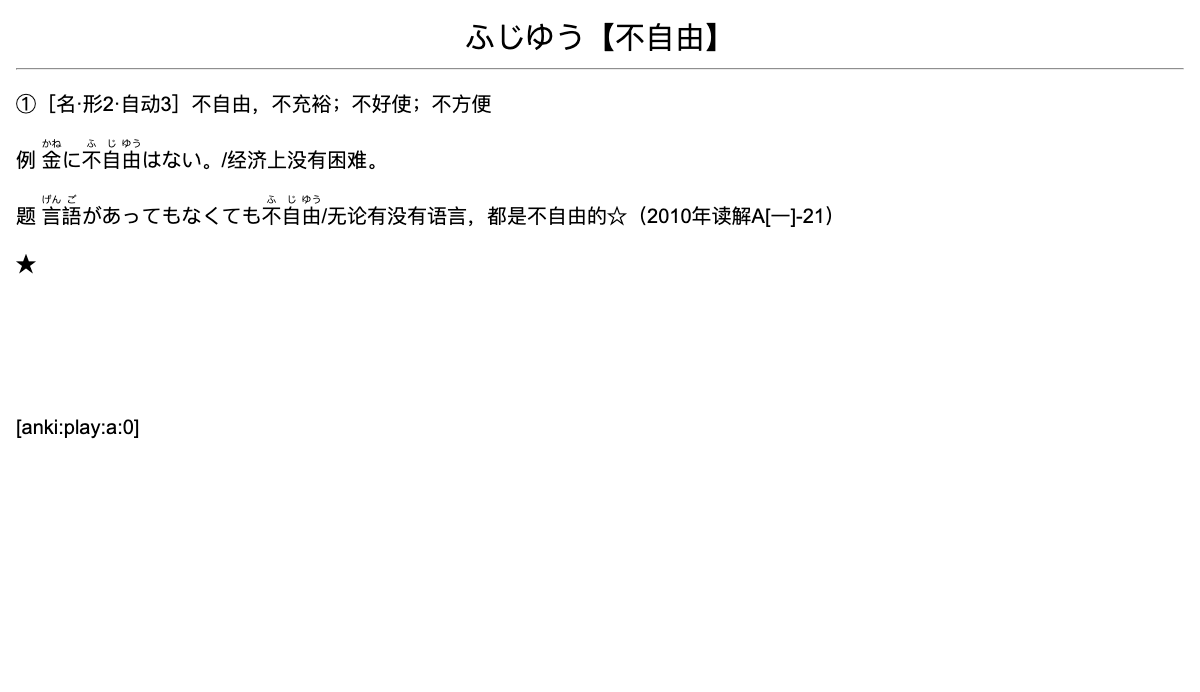 ふじゆう【不自由】
①［名·形2·自动3］不自由，不充裕；不好使；不方便
例 金に不自由はない。/经济上没有困难。
かね ふ じ ゆう
题 言語があってもなくても不自由/无论有没有语言，都是不自由的☆（2010年读解A[一]-21）
げん ご ふ じ ゆう
★
[anki:play:a:0]